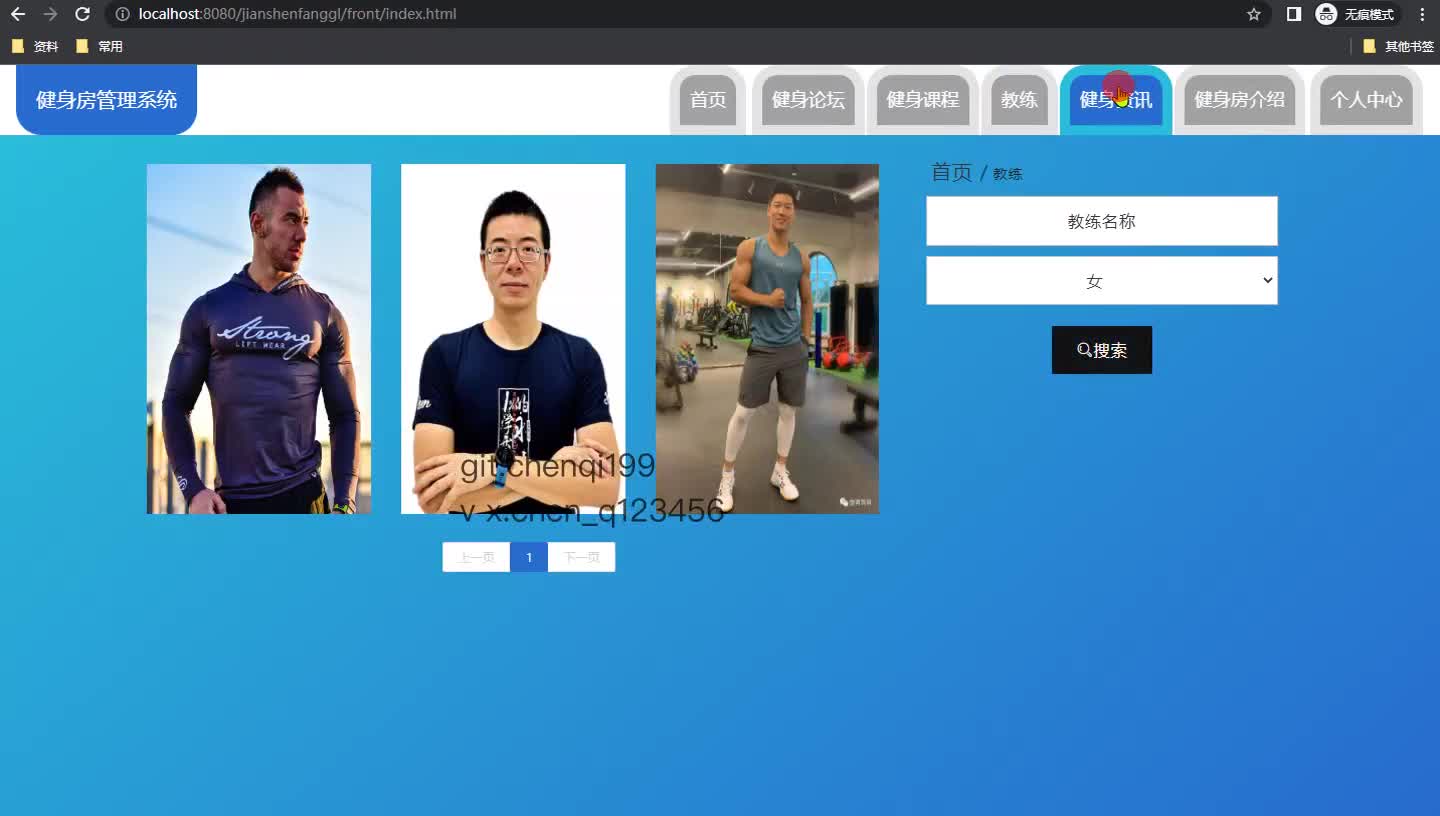 localhost:8080/jianshenfanggl/front/index.html
无痕模式
资料
常用
其他书签
健身房管理系统
首页
健身论坛
健身课程
教练
健身资讯
健身房介绍
个人中心
首页 / 教练
教练名称
女
搜索
Strong
LIFT WEAR
git:chenqi199
v-x:chen_q123456
上一页
1
下一页